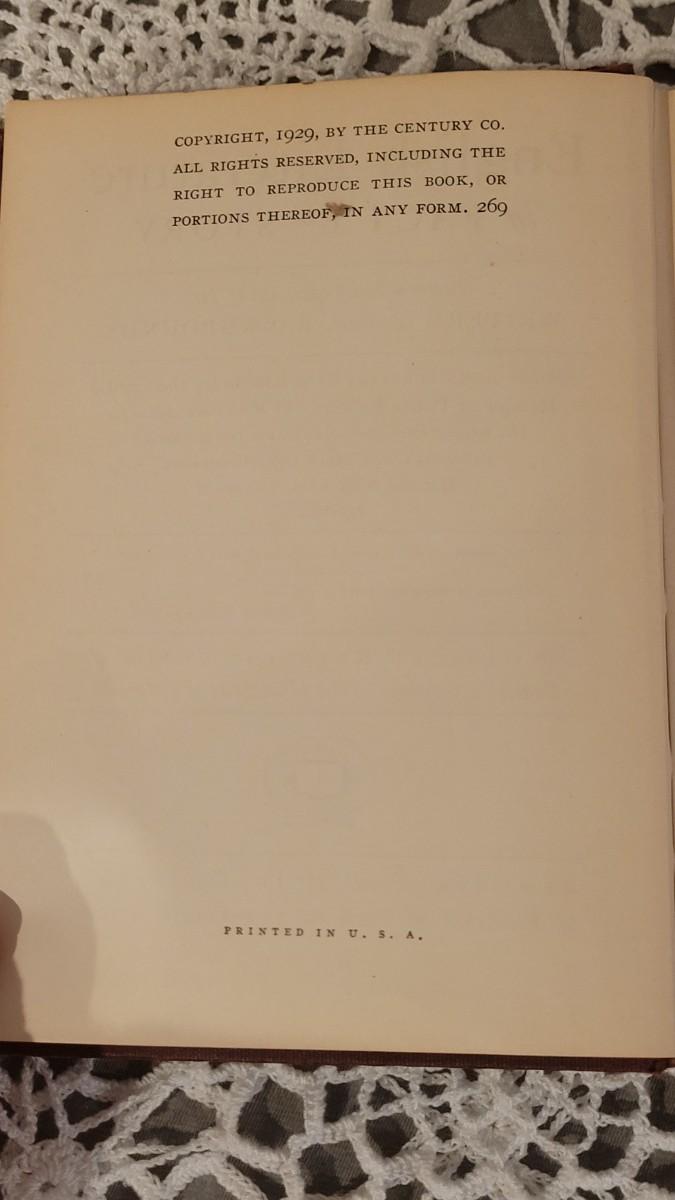 COPYRIGHT, 1929, BY THE CENTURY CO.
ALL RIGHTS RESERVED, INCLUDING THE
RIGHT TO REPRODUCE THIS BOOK, OR
PORTIONS THEREOF, IN ANY FORM. 269
PRINTED IN U. S. A.